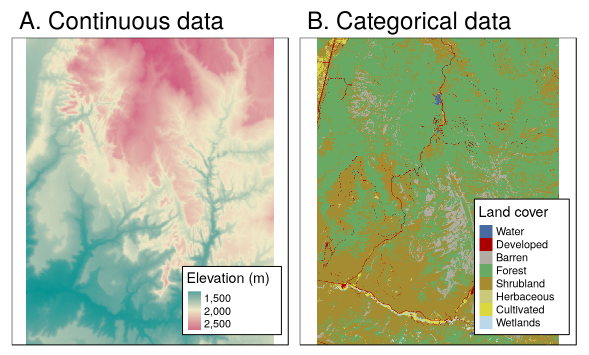 A. Continuous data
B. Categorical data
Elevation (m)
1,500
2,000
2,500
Land cover
Water
Developed
Barren
Forest
Shrubland
Herbaceous
Cultivated
Wetlands